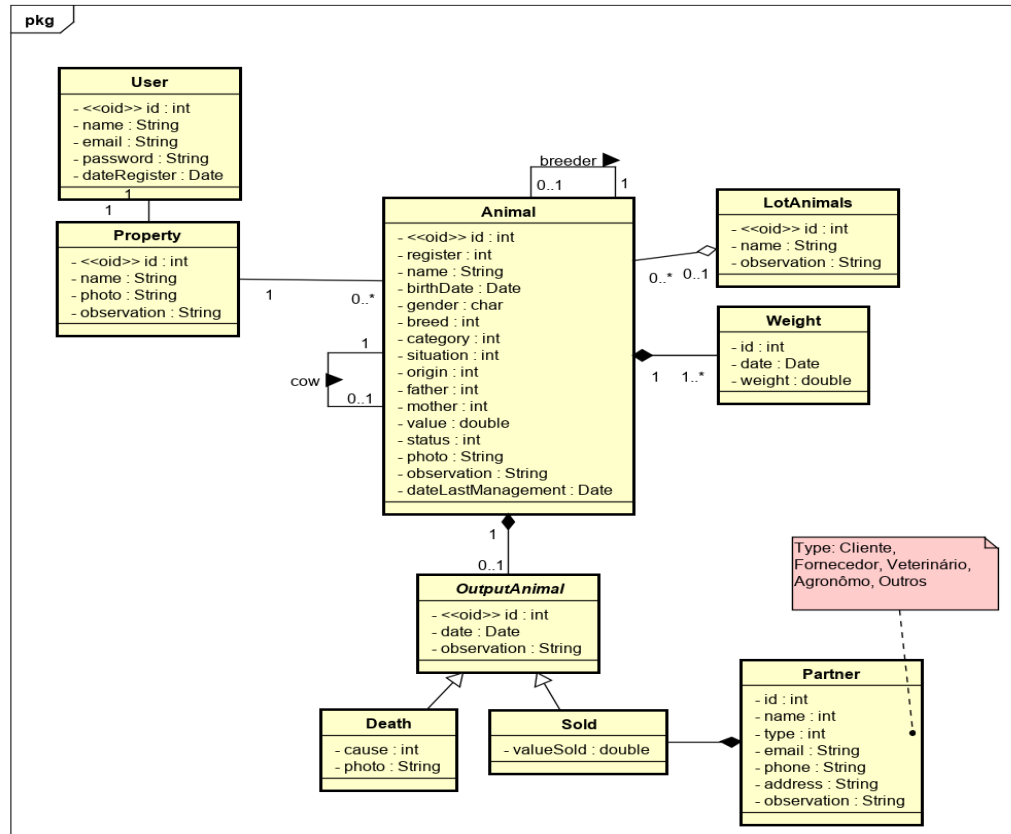 pkg
User
- <<oid>> id : int
- name : String
- email : String
- password : String
- dateRegister : Date
1
1
Property
- <<oid>> id : int
- name : String
- photo : String
- observation : String
1
0..*
breeder
0..1
1
Animal
- <<oid>> id : int
- register : int
- name : String
- birthDate : Date
- gender : char
- breed : int
- category : int
- situation : int
- origin : int
- father : int
- mother : int
- value : double
- status : int
- photo : String
- observation : String
- dateLastManagement : Date
1
cow
0..1
LotAnimals
- <<oid>> id : int
- name : String
- observation : String
0..*
0..1
Weight
- id : int
- date : Date
- weight : double
1
1..*
1
0..1
OutputAnimal
- <<oid>> id : int
- date : Date
- observation : String
Type: Cliente,
Fornecedor, Veterinário,
Agronômo, Outros
Death
- cause : int
- photo : String
Sold
- valueSold : double
Partner
- id : int
- name : int
- type : int
- email : String
- phone : String
- address : String
- observation : String